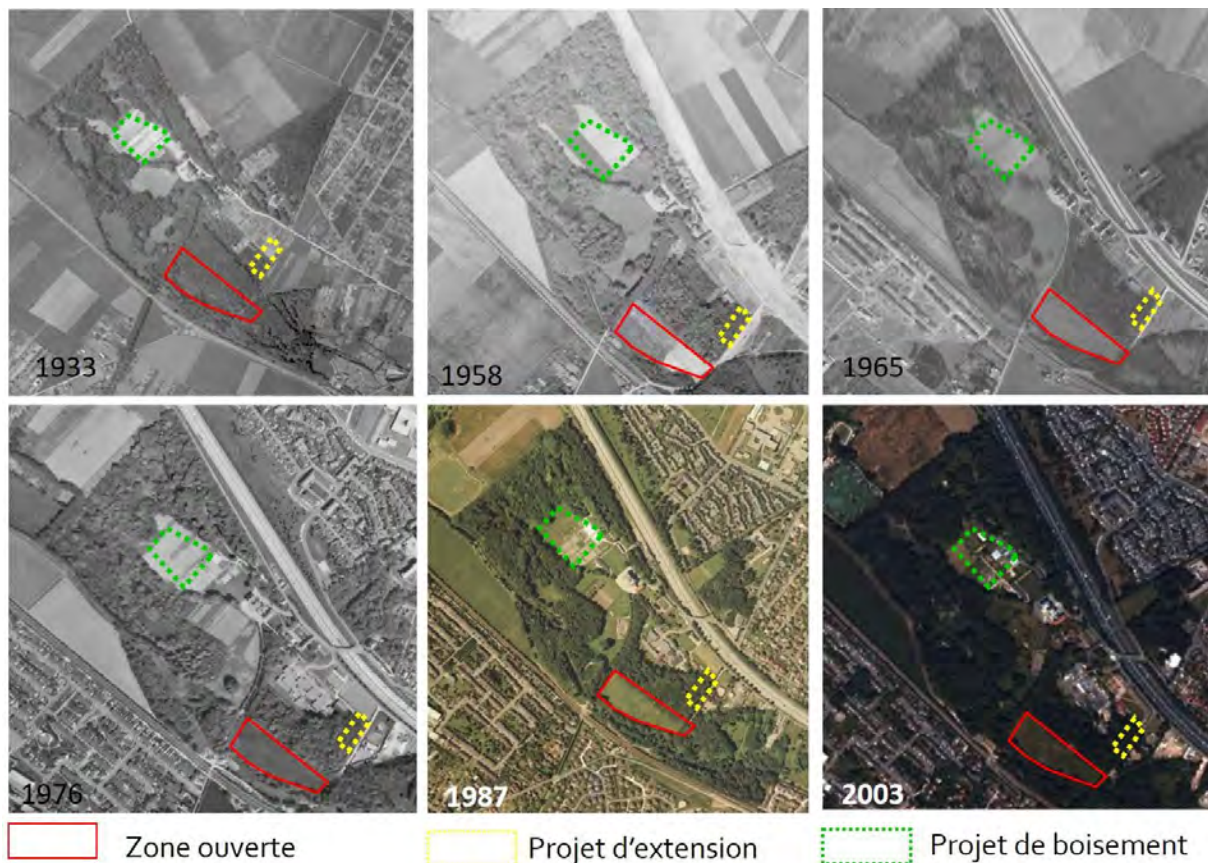 1933
1958
1965
1976
1987
2003
Zone ouverte
Projet d'extension
Projet de boisement